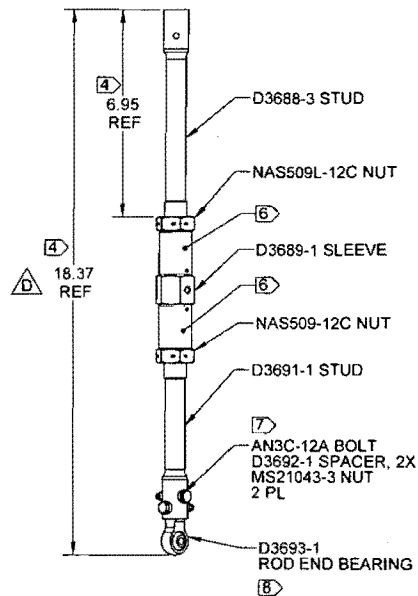 4
6.95
REF
D3688-3 STUD
NAS509L-12C NUT
6
D3689-1 SLEEVE
4
18.37
REF
D
6
NAS509-12C NUT
D3691-1 STUD
7
AN3C-12A BOLT
D3692-1 SPACER, 2X
MS21043-3 NUT
2 PL
D3693-1
ROD END BEARING
8